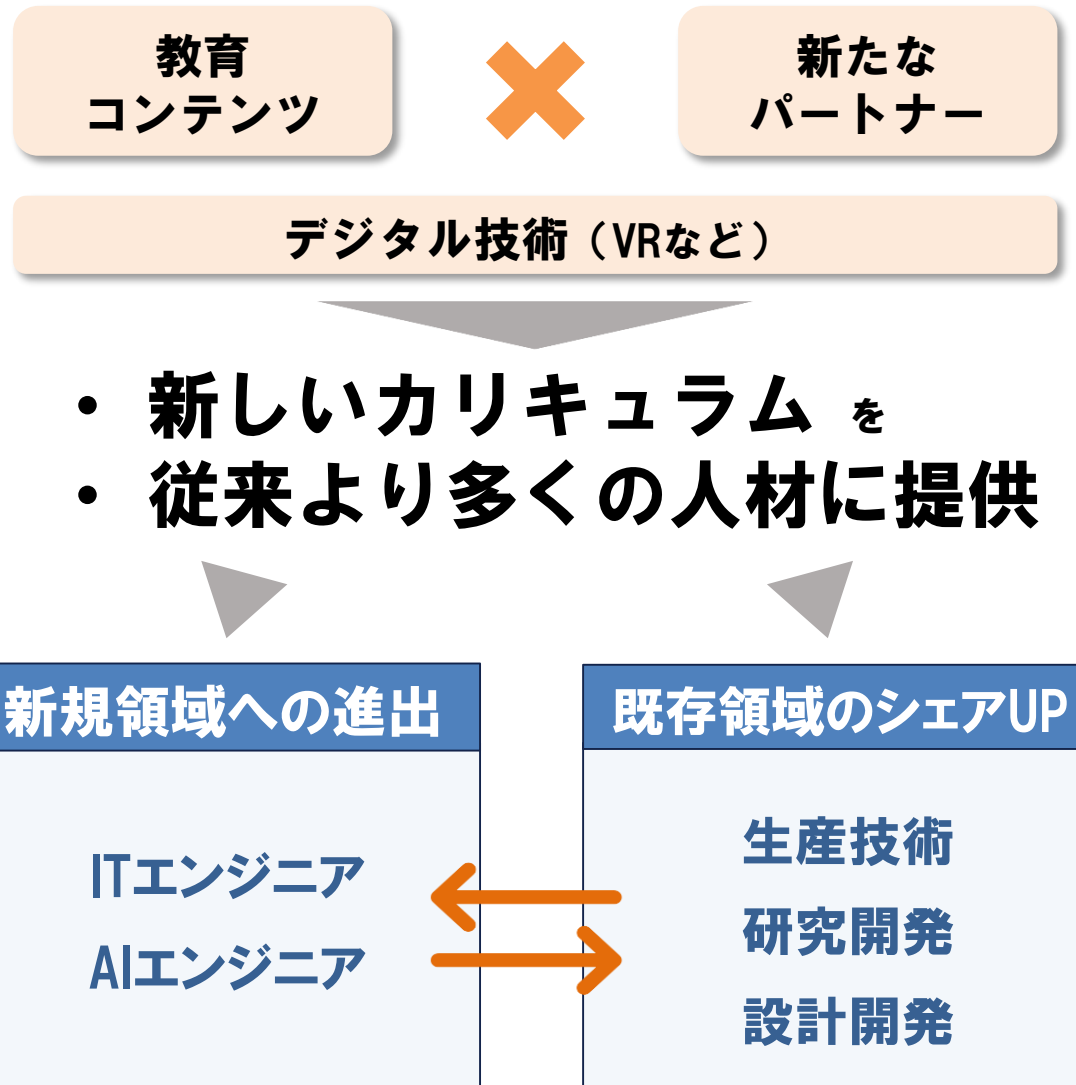 教育
コンテンツ
新たな
パートナー
デジタル技術（VRなど）
・ 新しいカリキュラム を
・ 従来より多くの人材に提供
新規領域への進出
ITエンジニア
AIエンジニア
既存領域のシェアUP
生産技術
研究開発
設計開発